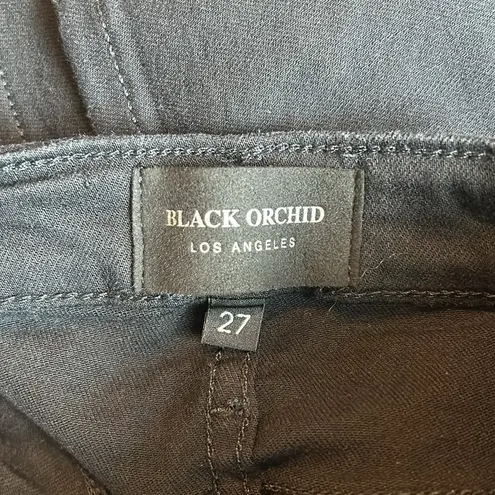 BLACK ORCHID
LOS ANGELES
27